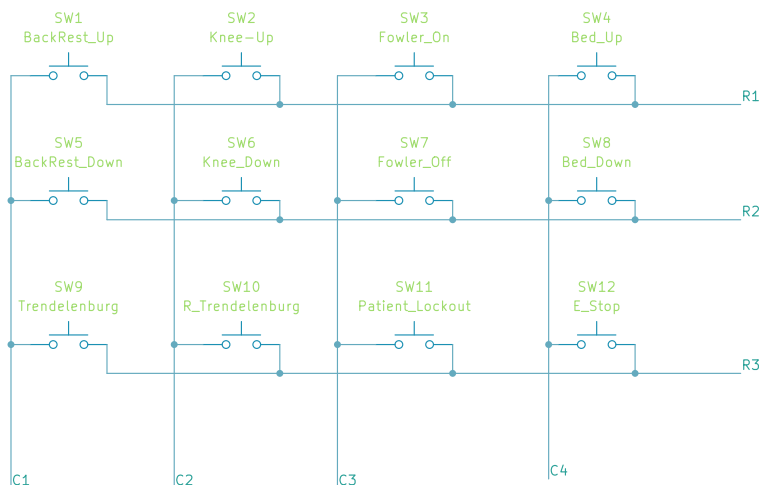 SW1
BackRest_Up
SW2
Knee-Up
SW3
Fowler_On
SW4
Bed_Up
R1
SW5
BackRest_Down
SW6
Knee_Down
SW7
Fowler_Off
SW8
Bed_Down
R2
SW9
Trendelenburg
SW10
R_Trendelenburg
SW11
Patient_Lockout
SW12
E_Stop
R3
C1
C2
C3
C4